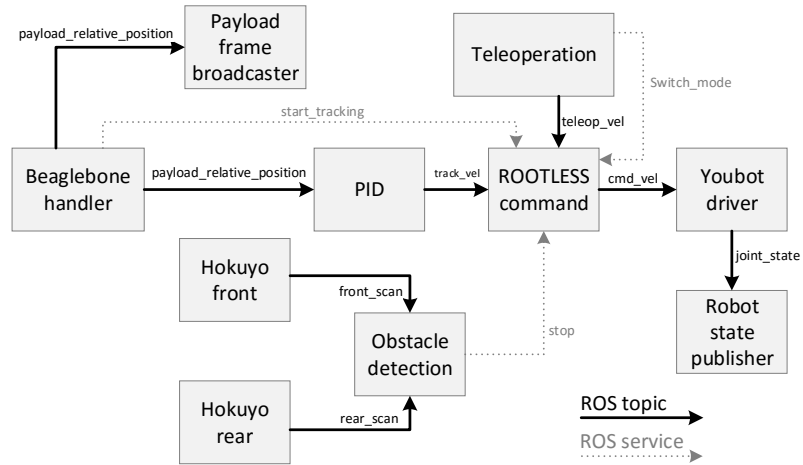 payload_relative_position
Payload
frame
broadcaster
Teleoperation
Switch_mode
start_tracking
teleop_vel
Beaglebone
handler
payload_relative_position
PID
track_vel
ROOTLESS
command
cmd_vel
Youbot
driver
joint_state
Hokuyo
front
front_scan
Obstacle
detection
stop
Robot
state
publisher
Hokuyo
rear
rear_scan
ROS topic
ROS service